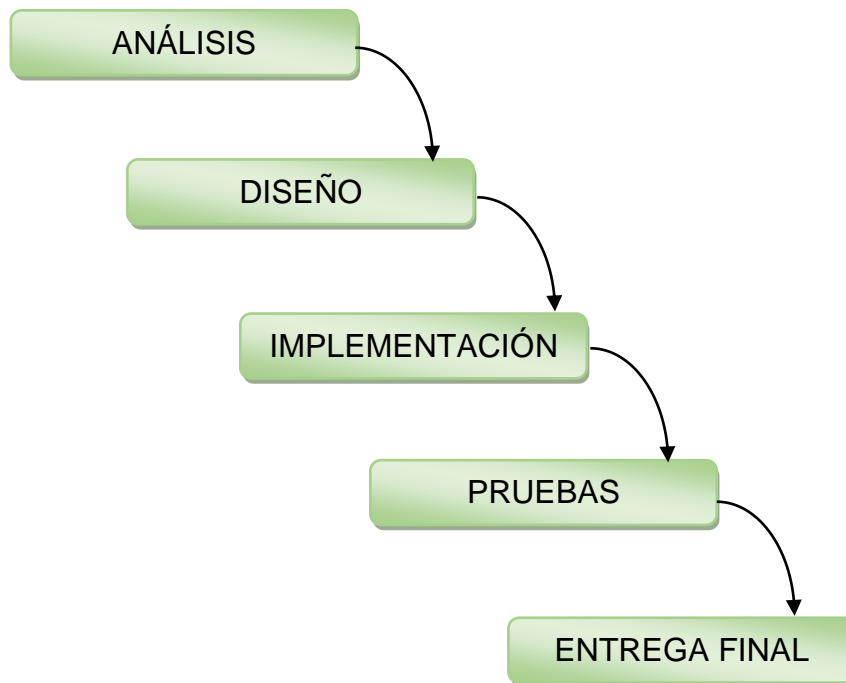 ANÁLISIS
DISEÑO
IMPLEMENTACIÓN
PRUEBAS
ENTREGA FINAL